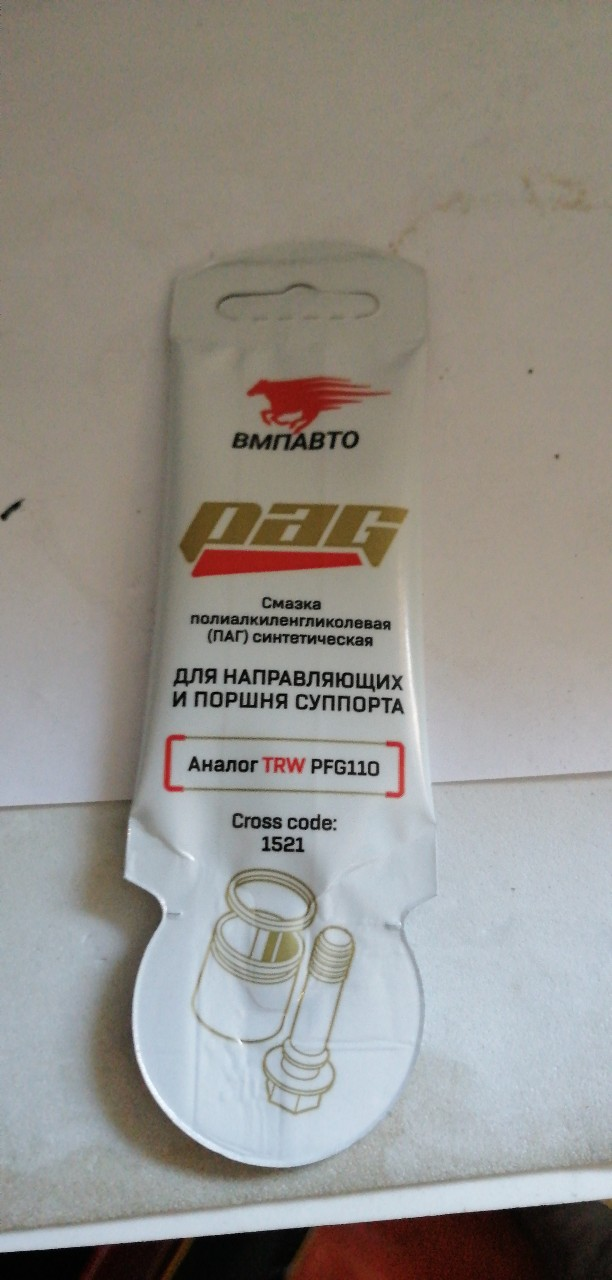 ВМПАВТО
PAG
Смазка
полиалкиленгликолевая
(ПАГ) синтетическая
ДЛЯ НАПРАВЛЯЮЩИХ
И ПОРШНЯ СУППОРТА
Аналог TRW PFG110
Cross code:
1521